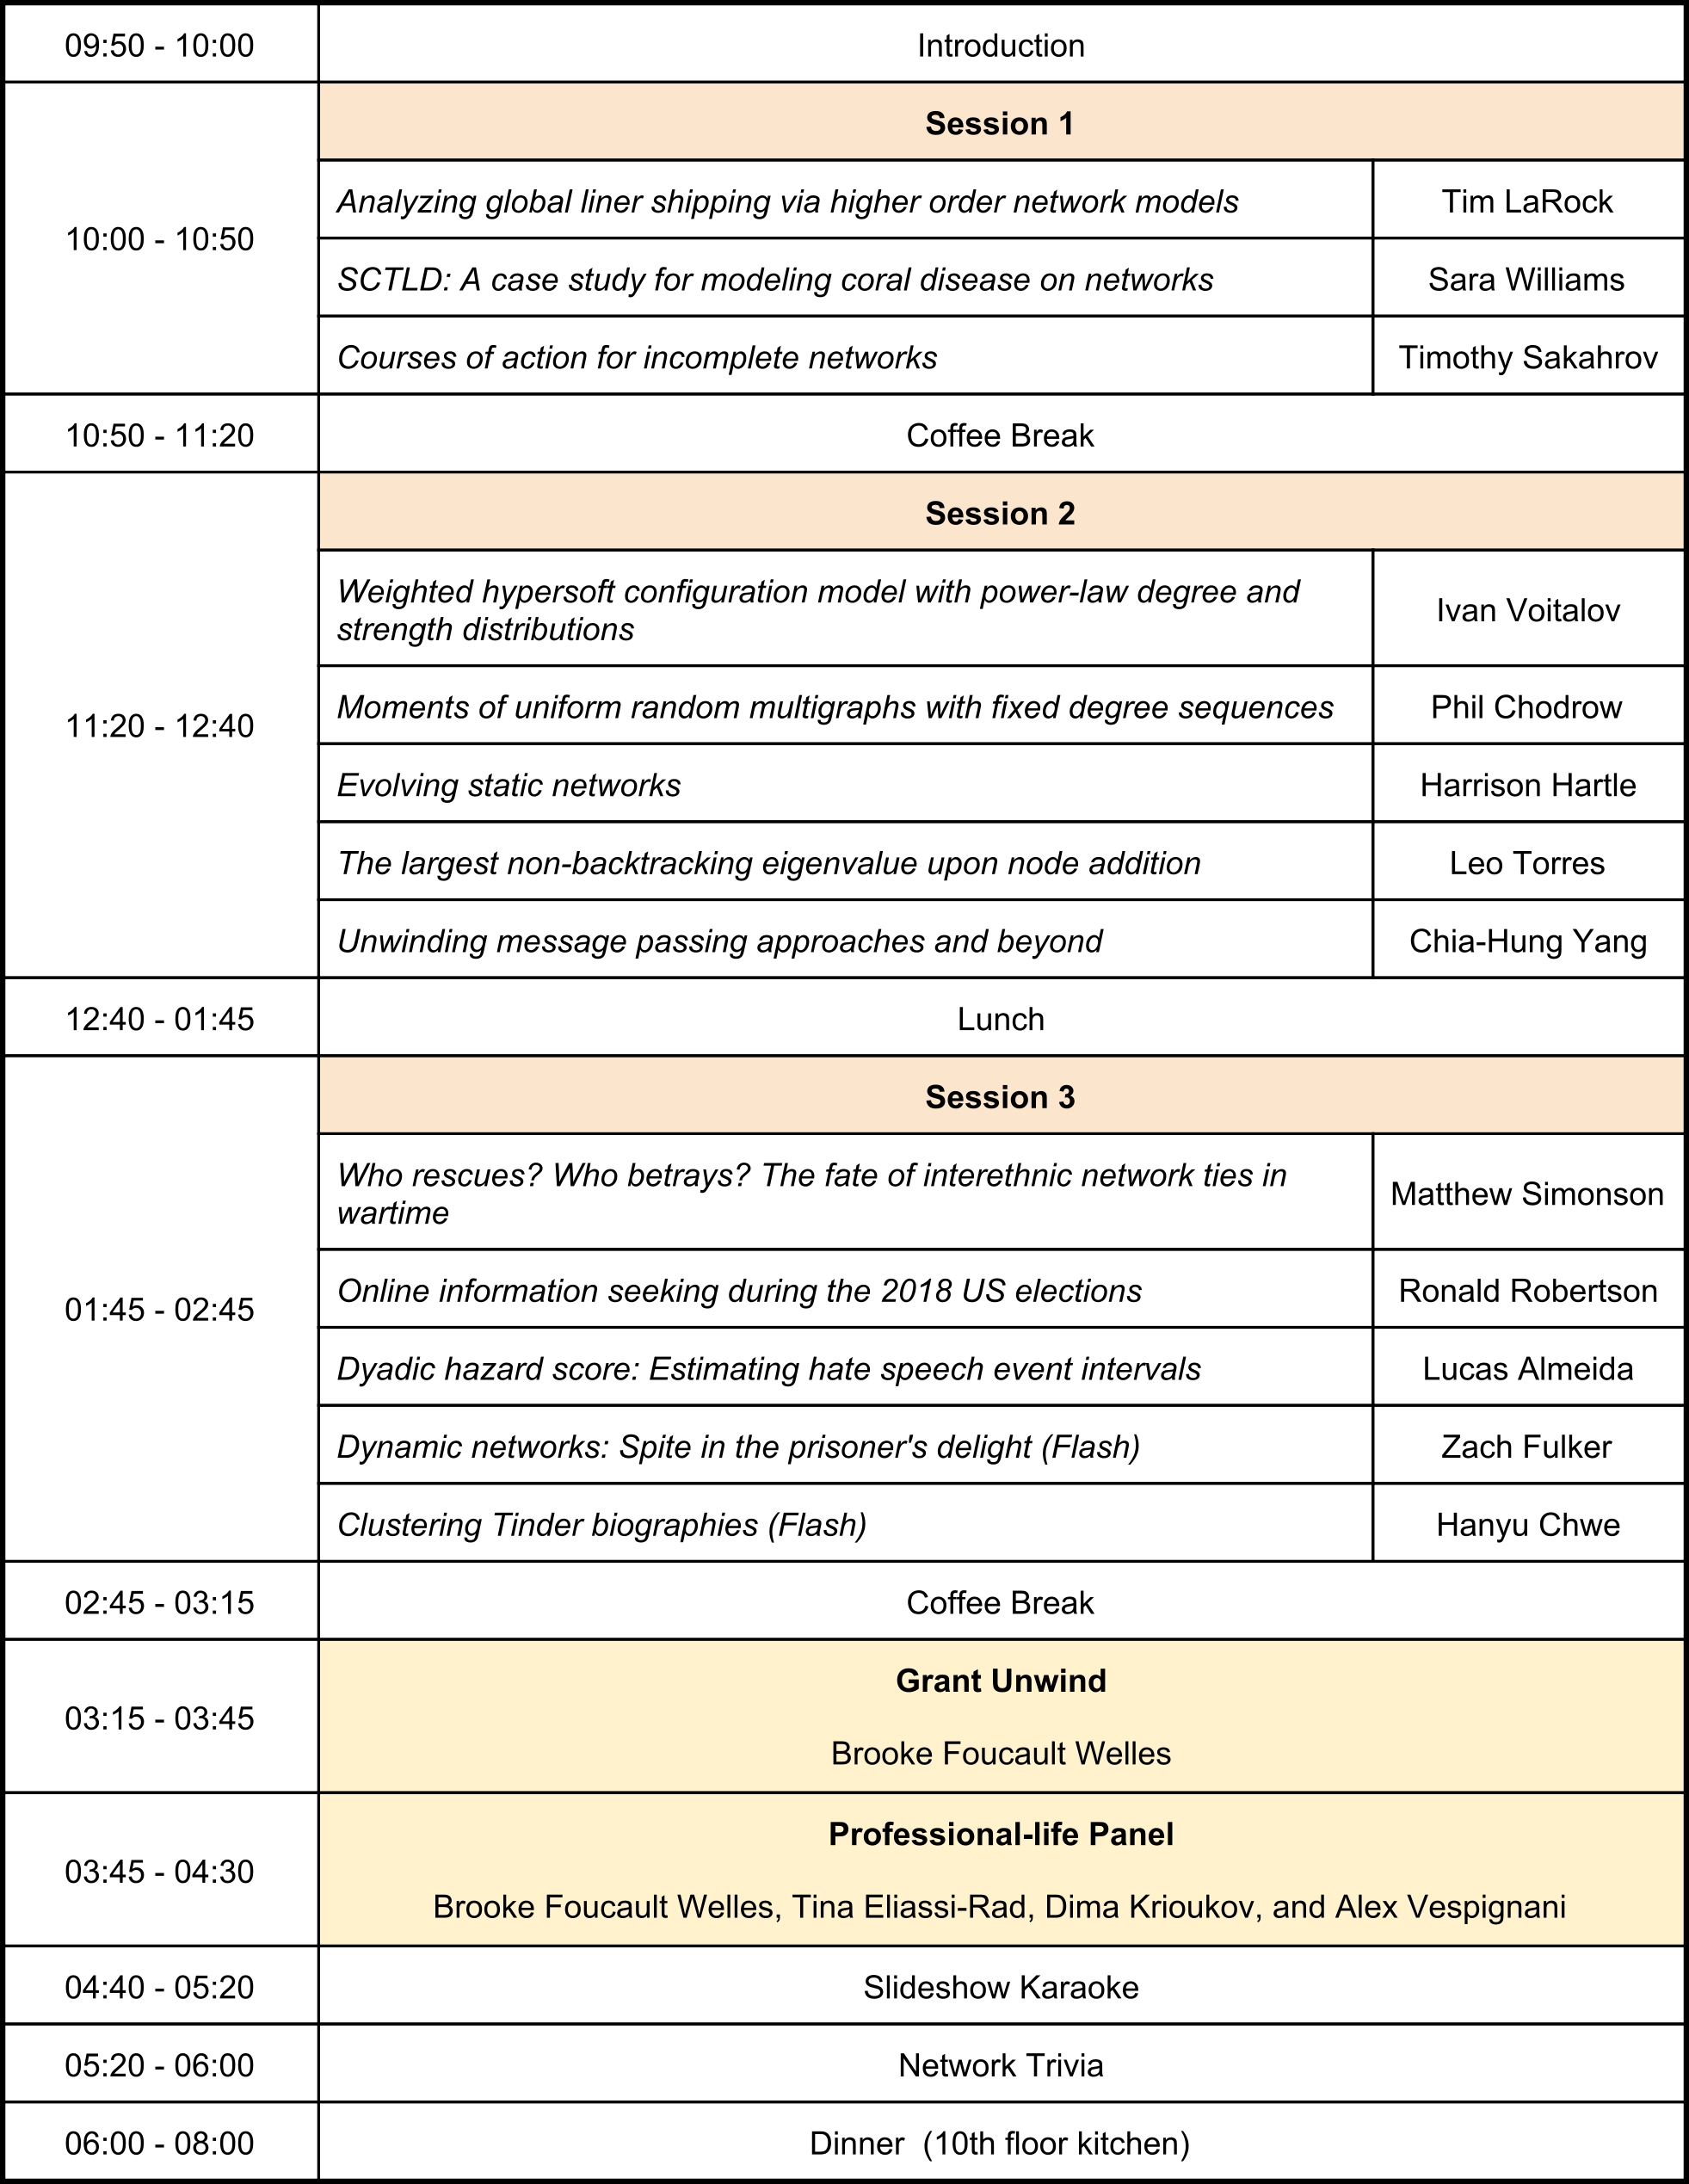 09:50 - 10:00
Introduction
10:00 - 10:50
Session 1
Analyzing global liner shipping via higher order network models
Tim LaRock
SCTLD: A case study for modeling coral disease on networks
Sara Williams
Courses of action for incomplete networks
Timothy Sakahrov
10:50 - 11:20
Coffee Break
11:20 - 12:40
Session 2
Weighted hypersoft configuration model with power-law degree and
strength distributions
Ivan Voitalov
Moments of uniform random multigraphs with fixed degree sequences
Phil Chodrow
Evolving static networks
Harrison Hartle
The largest non-backtracking eigenvalue upon node addition
Leo Torres
Unwinding message passing approaches and beyond
Chia-Hung Yang
12:40 - 01:45
Lunch
01:45 - 02:45
Session 3
Who rescues? Who betrays? The fate of interethnic network ties in
wartime
Matthew Simonson
Online information seeking during the 2018 US elections
Ronald Robertson
Dyadic hazard score: Estimating hate speech event intervals
Lucas Almeida
Dynamic networks: Spite in the prisoner's delight (Flash)
Zach Fulker
Clustering Tinder biographies (Flash)
Hanyu Chwe
02:45 - 03:15
Coffee Break
03:15 - 03:45
Grant Unwind
Brooke Foucault Welles
03:45 - 04:30
Professional-life Panel
Brooke Foucault Welles, Tina Eliassi-Rad, Dima Krioukov, and Alex Vespignani
04:40 - 05:20
Slideshow Karaoke
05:20 - 06:00
Network Trivia
06:00 - 08:00
Dinner (10th floor kitchen)